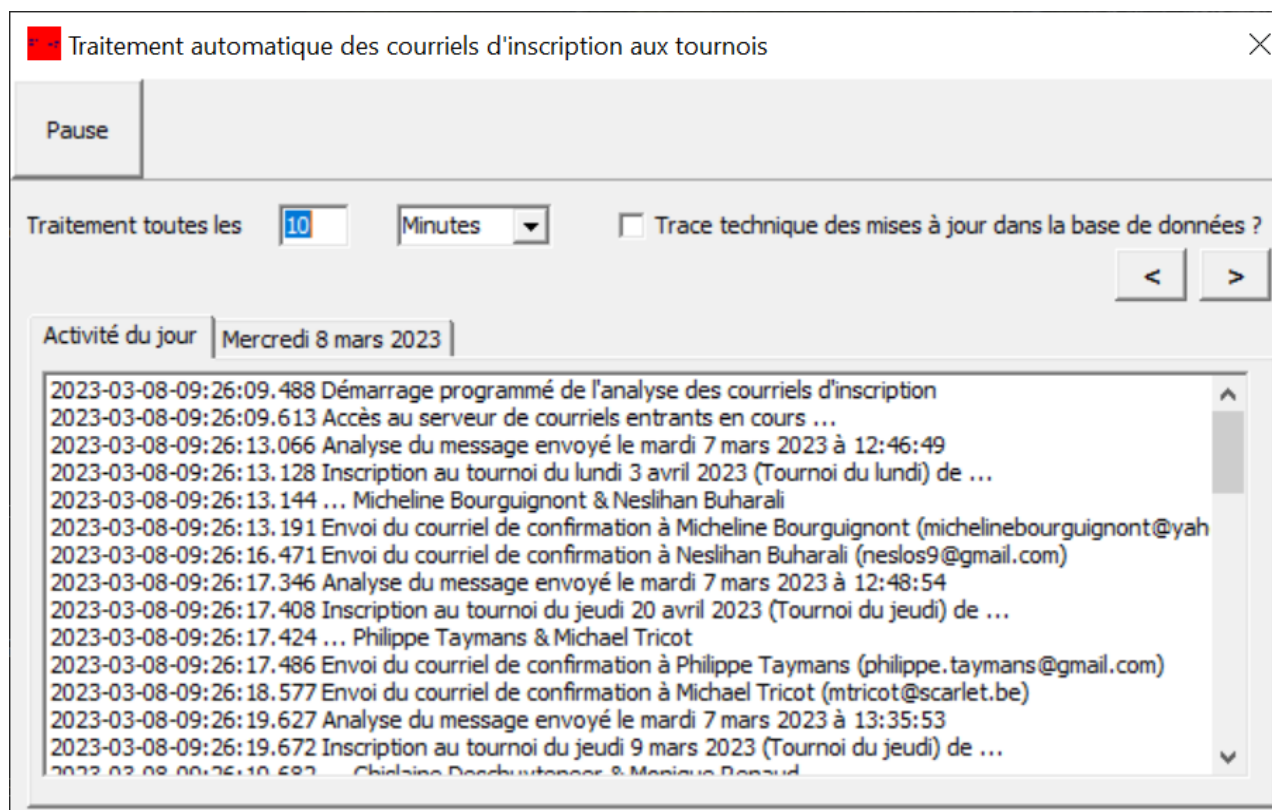 Traitement automatique des courriels d'inscription aux tournois
Pause
Traitement toutes les 10 Minutes Trace technique des mises à jour dans la base de données ?
< >
Activité du jour Mercredi 8 mars 2023
2023-03-08-09:26:09.488 Démarrage programmé de l'analyse des courriels d'inscription
2023-03-08-09:26:09.613 Accès au serveur de courriels entrants en cours ...
2023-03-08-09:26:13.066 Analyse du message envoyé le mardi 7 mars 2023 à 12:46:49
2023-03-08-09:26:13.128 Inscription au tournoi du lundi 3 avril 2023 (Tournoi du lundi) de ...
2023-03-08-09:26:13.144 ... Micheline Bourguignont & Neslihan Buharali
2023-03-08-09:26:13.191 Envoi du courriel de confirmation à Micheline Bourguignont (michelinebourguignont@yah
2023-03-08-09:26:16.471 Envoi du courriel de confirmation à Neslihan Buharali (neslos9@gmail.com)
2023-03-08-09:26:17.346 Analyse du message envoyé le mardi 7 mars 2023 à 12:48:54
2023-03-08-09:26:17.408 Inscription au tournoi du jeudi 20 avril 2023 (Tournoi du jeudi) de ...
2023-03-08-09:26:17.424 ... Philippe Taymans & Michael Tricot
2023-03-08-09:26:17.486 Envoi du courriel de confirmation à Philippe Taymans (philippe.taymans@gmail.com)
2023-03-08-09:26:18.577 Envoi du courriel de confirmation à Michael Tricot (mtricot@scarlet.be)
2023-03-08-09:26:19.627 Analyse du message envoyé le mardi 7 mars 2023 à 13:35:53
2023-03-08-09:26:19.672 Inscription au tournoi du jeudi 9 mars 2023 (Tournoi du jeudi) de ...
2023-03-08-09:26:19.682 ... Ghislaine Deschuyteneer & Monique Renaud